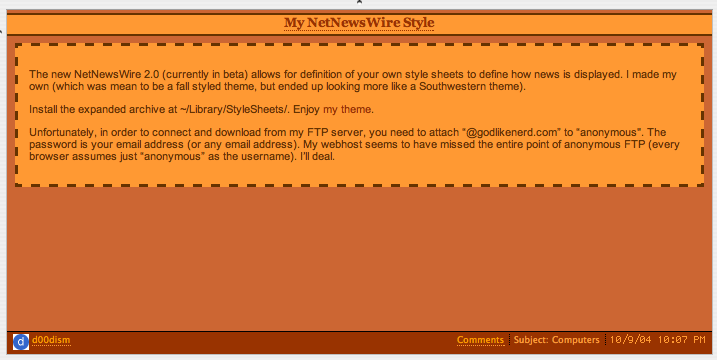 My NetNewsWire Style
The new NetNewsWire 2.0 (currently in beta) allows for definition of your own style sheets to define how news is displayed. I made my
own (which was mean to be a fall styled theme, but ended up looking more like a Southwestern theme).
Install the expanded archive at ~/Library/StyleSheets/. Enjoy my theme.
Unfortunately, in order to connect and download from my FTP server, you need to attach “@godlikenerd.com” to “anonymous”. The
password is your email address (or any email address). My webhost seems to have missed the entire point of anonymous FTP (every
browser assumes just “anonymous” as the username). I'll deal.
d d00dism Comments Subject: Computers 10/9/04 10:07 PM